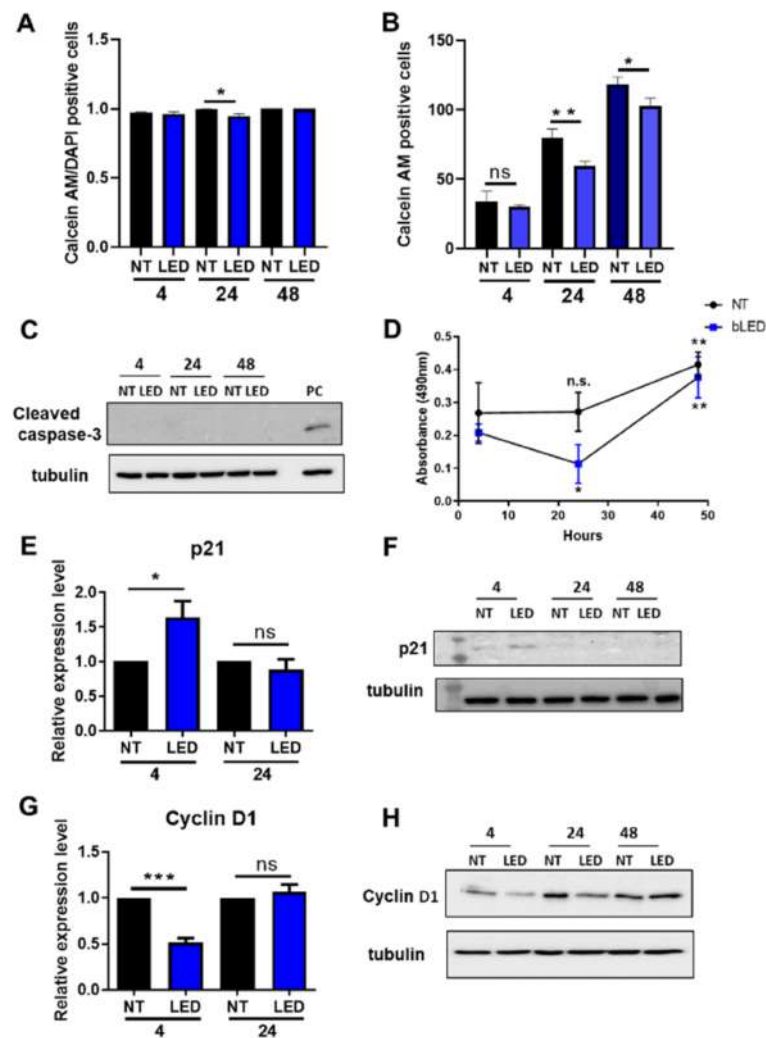 A
Calcein AM/DAPI positive cells
1.5
1.0
0.5
0.0
*
NT LED NT LED NT LED
4 24 48
B
Calcein AM positive cells
150
100
50
0
ns
* *
*
NT LED NT LED NT LED
4 24 48
C
4 24 48
NT LED NT LED NT LED PC
Cleaved
caspase-3
tubulin
D
NT
bLED
Absorbance (490nm)
0.5
0.4
0.3
0.2
0.1
0.0
n.s.
**
**
*
0 10 20 30 40 50
Hours
E
p21
Relative expression level
2.0
1.5
1.0
0.5
0.0
*
ns
NT LED NT LED
4 24
F
4 24 48
NT LED NT LED NT LED
p21
tubulin
G
Cyclin D1
Relative expression level
1.5
1.0
0.5
0.0
***
ns
NT LED NT LED
4 24
H
4 24 48
NT LED NT LED NT LED
Cyclin D1
tubulin